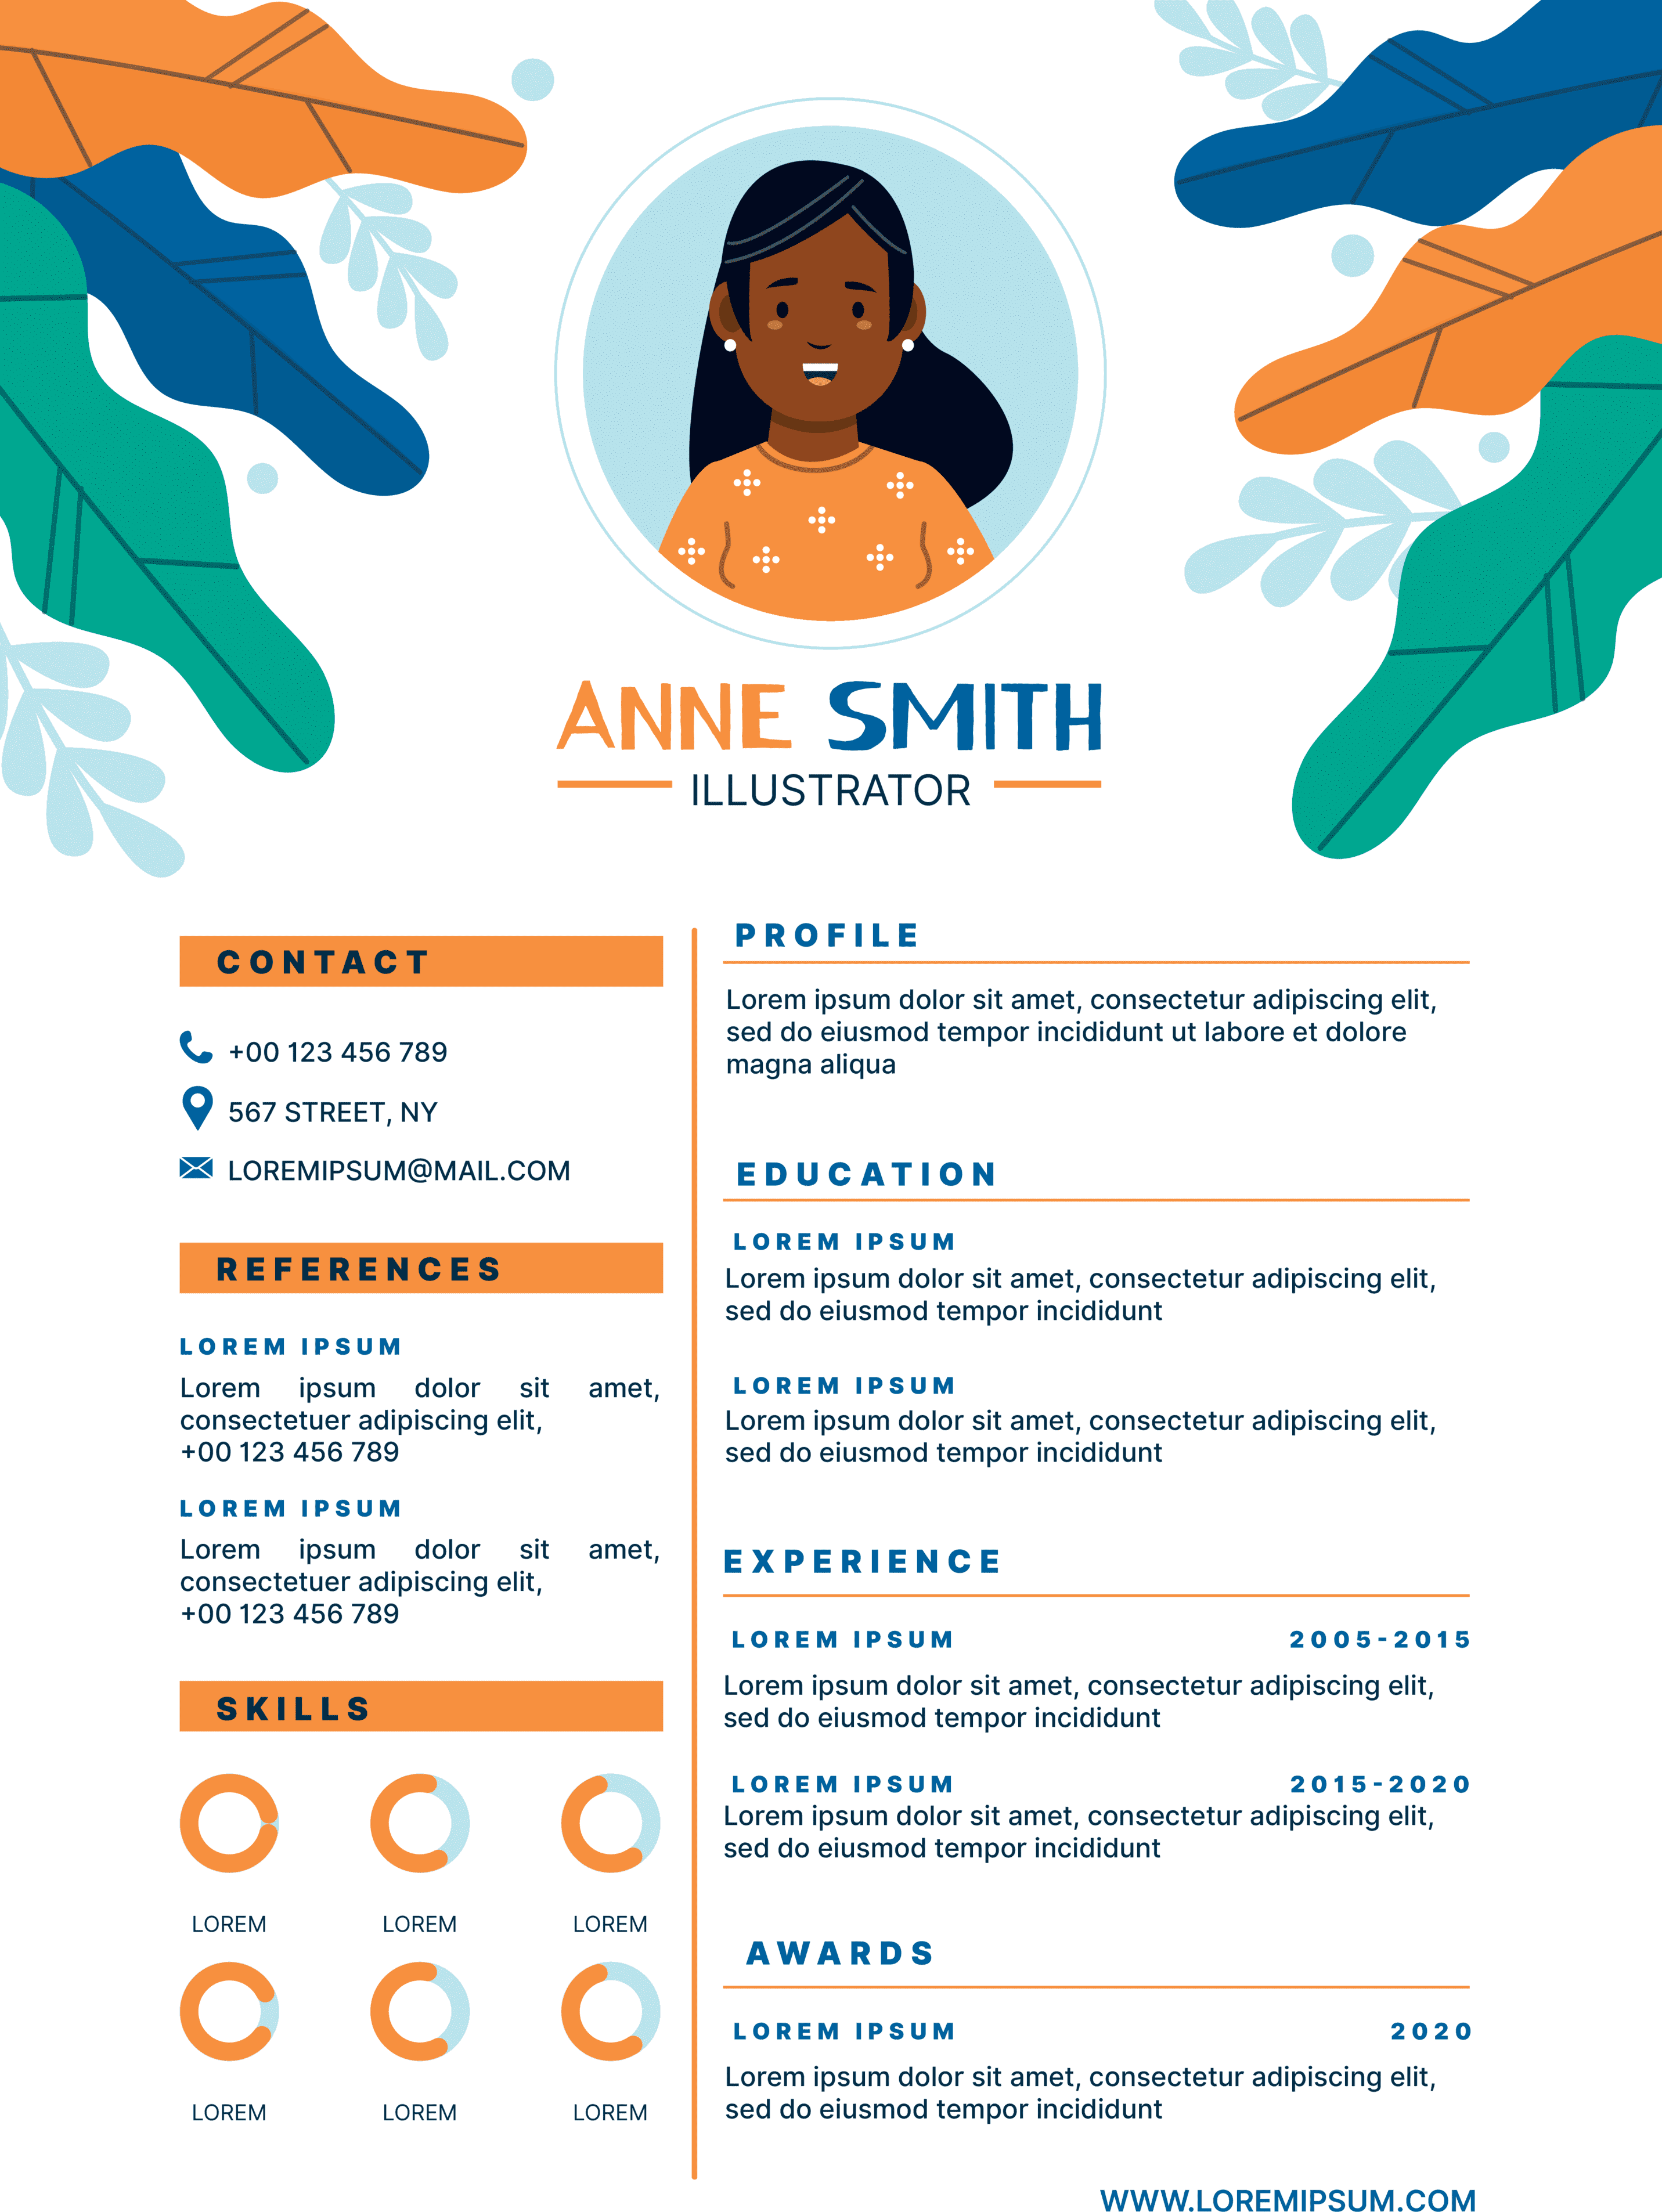 ANNE SMITH
ILLUSTRATOR
CONTACT
+00 123 456 789
567 STREET, NY
LOREMIPSUM@MAIL.COM
REFERENCES
LOREM IPSUM
Lorem ipsum dolor sit amet,
consectetuer adipiscing elit,
+00 123 456 789
LOREM IPSUM
Lorem ipsum dolor sit amet,
consectetuer adipiscing elit,
+00 123 456 789
SKILLS
LOREM LOREM LOREM
LOREM LOREM LOREM
PROFILE
Lorem ipsum dolor sit amet, consectetur adipiscing elit,
sed do eiusmod tempor incididunt ut labore et dolore
magna aliqua
EDUCATION
LOREM IPSUM
Lorem ipsum dolor sit amet, consectetur adipiscing elit,
sed do eiusmod tempor incididunt
LOREM IPSUM
Lorem ipsum dolor sit amet, consectetur adipiscing elit,
sed do eiusmod tempor incididunt
EXPERIENCE
LOREM IPSUM 2005-2015
Lorem ipsum dolor sit amet, consectetur adipiscing elit,
sed do eiusmod tempor incididunt
LOREM IPSUM 2015-2020
Lorem ipsum dolor sit amet, consectetur adipiscing elit,
sed do eiusmod tempor incididunt
AWARDS
LOREM IPSUM 2020
Lorem ipsum dolor sit amet, consectetur adipiscing elit,
sed do eiusmod tempor incididunt
WWW.LOREMIPSUM.COM